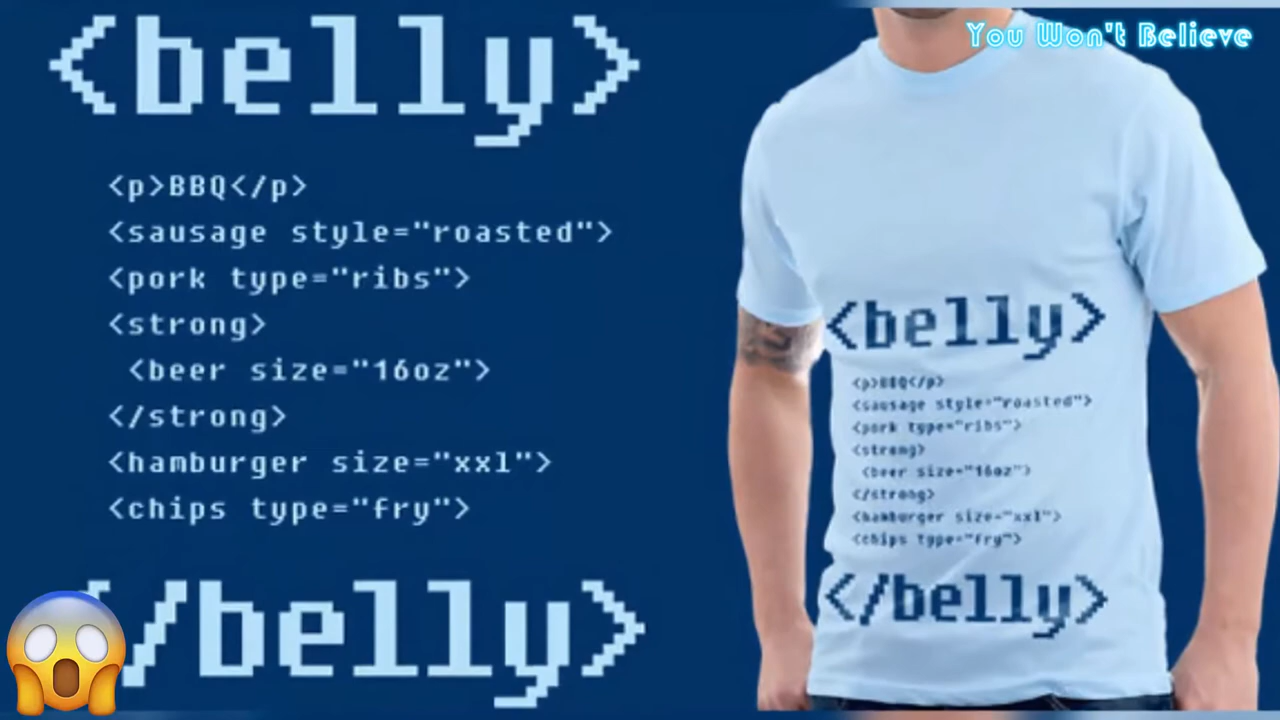 <belly>
<p>BBQ</p>
<sausage style="roasted">
<pork type="ribs">
<strong>
<beer size="16oz">
</strong>
<hamburger size="xxl">
<chips type="fry">
</belly>
You Won't Believe
<belly>
<p>BBQ</p>
<sausage style="roasted">
<pork type="ribs">
<strong>
<beer size="16oz">
</strong>
<hamburger size="xxl">
<chips type="fry">
</belly>